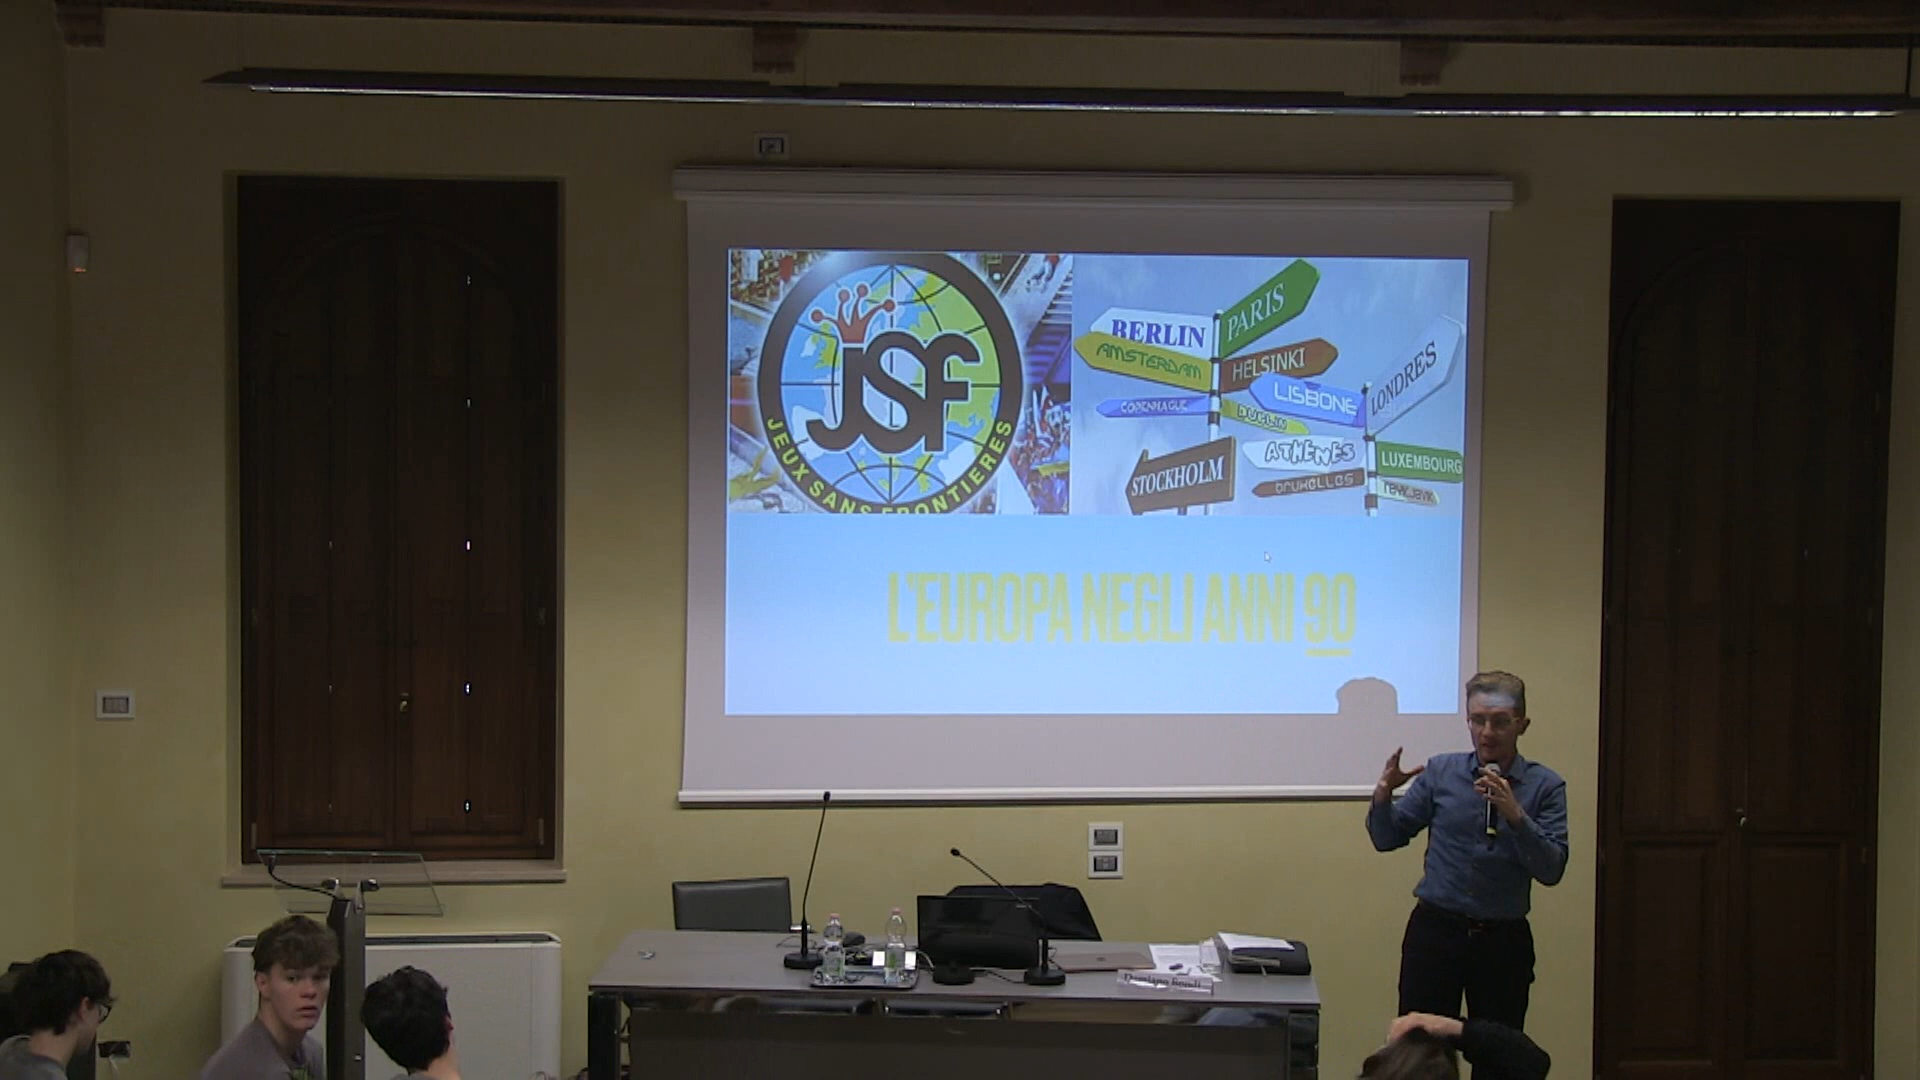 JSF
JEUX SANS FRONTIERES
BERLIN
PARIS
AMSTERDAM
HELSINKI
LONDRES
LISBONE
COPENHAGUE
DUBLIN
ATHENES
LUXEMBOURG
STOCKHOLM
BRUXELLES
REYKJAVIK
L'EUROPA NEGLI ANNI 90